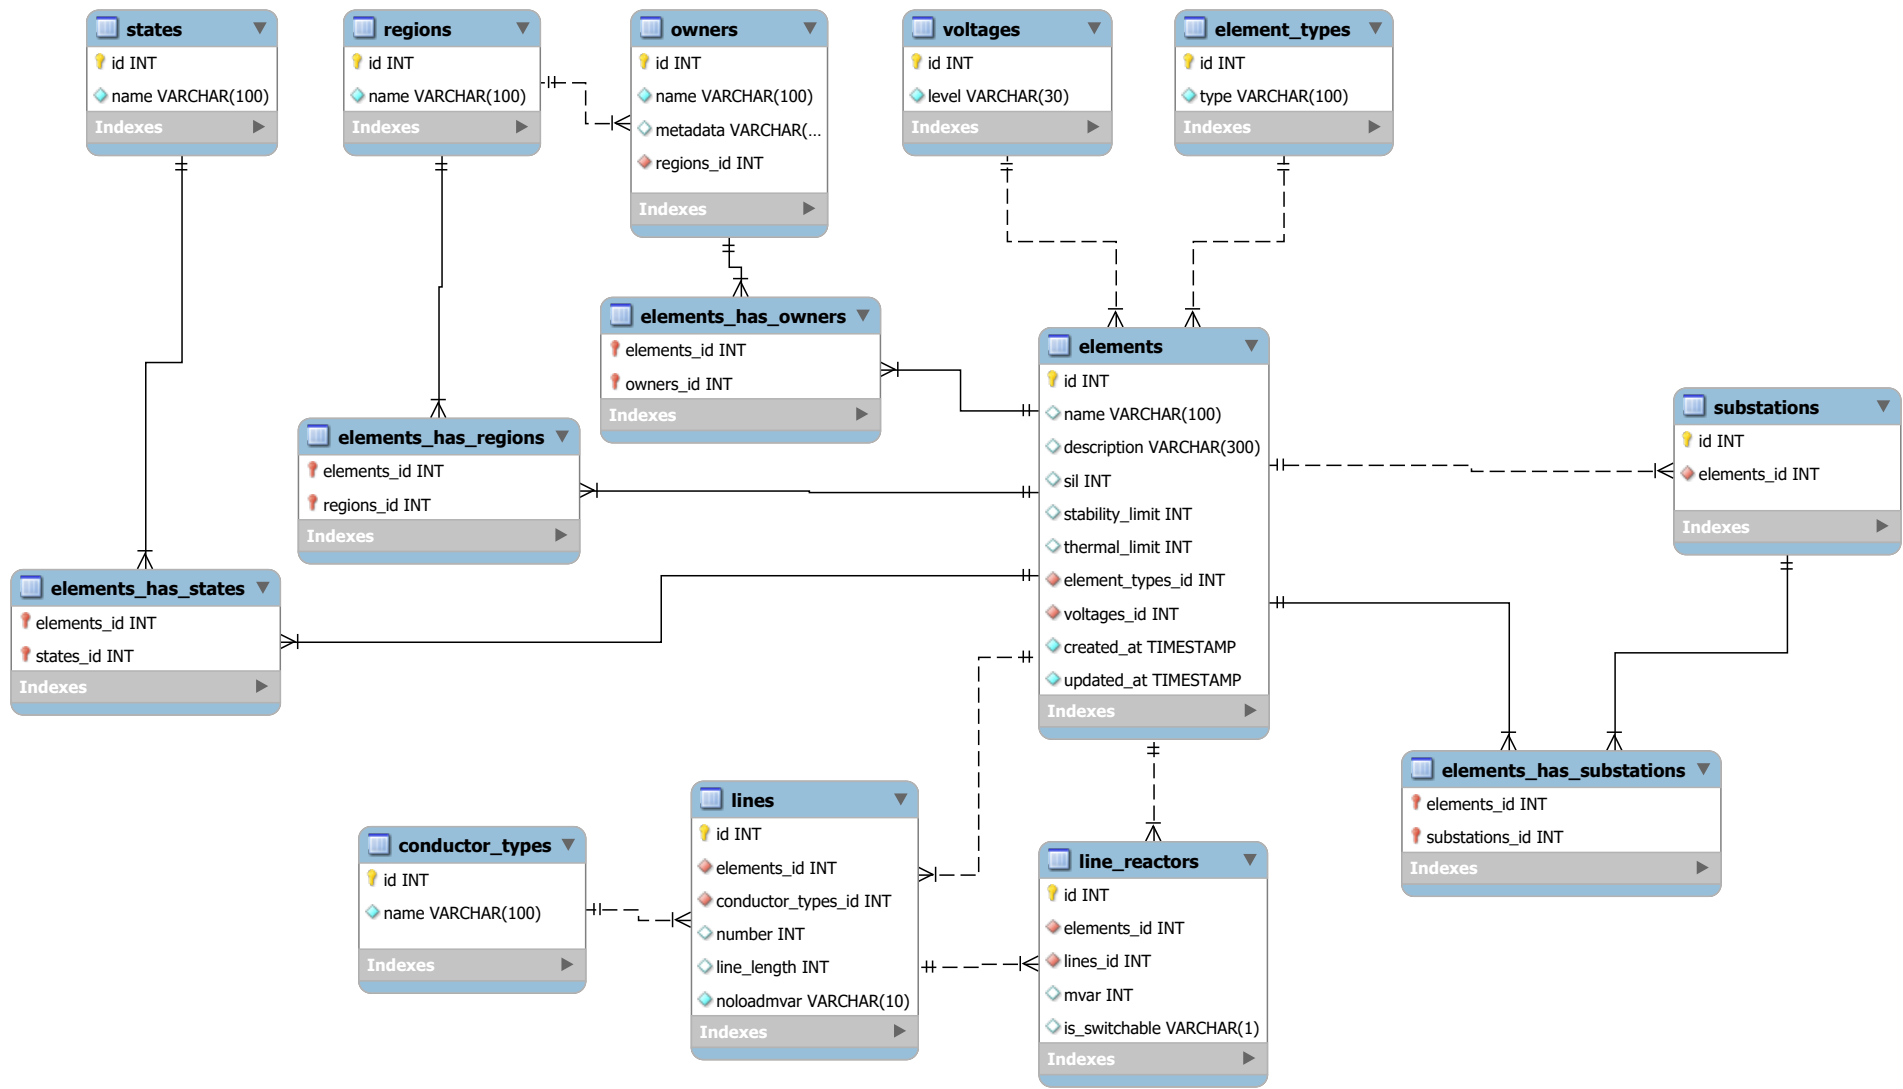 states
id INT
name VARCHAR(100)
Indexes
regions
id INT
name VARCHAR(100)
Indexes
owners
id INT
name VARCHAR(100)
metadata VARCHAR(...
regions_id INT
Indexes
voltages
id INT
level VARCHAR(30)
Indexes
element_types
id INT
type VARCHAR(100)
Indexes
elements_has_owners
elements_id INT
owners_id INT
Indexes
elements
id INT
name VARCHAR(100)
description VARCHAR(300)
sil INT
stability_limit INT
thermal_limit INT
element_types_id INT
voltages_id INT
created_at TIMESTAMP
updated_at TIMESTAMP
Indexes
substations
id INT
elements_id INT
Indexes
elements_has_regions
elements_id INT
regions_id INT
Indexes
elements_has_states
elements_id INT
states_id INT
Indexes
elements_has_substations
elements_id INT
substations_id INT
Indexes
lines
id INT
elements_id INT
conductor_types_id INT
number INT
line_length INT
noloadmvar VARCHAR(10)
Indexes
conductor_types
id INT
name VARCHAR(100)
Indexes
line_reactors
id INT
elements_id INT
lines_id INT
mvar INT
is_switchable VARCHAR(1)
Indexes